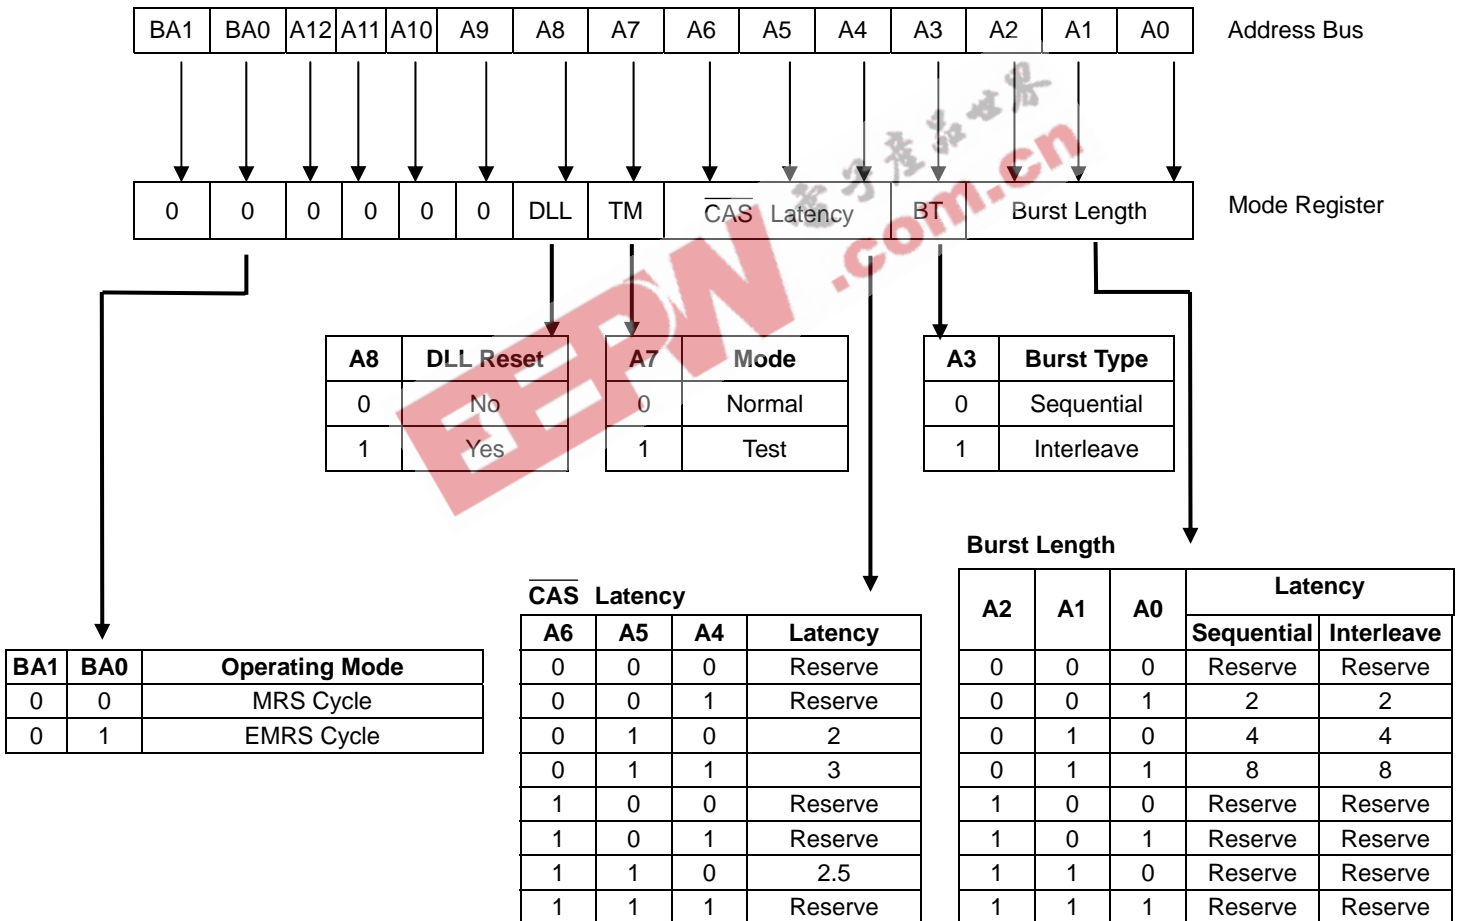 BA1 BA0 A12 A11 A10 A9 A8 A7 A6 A5 A4 A3 A2 A1 A0 Address Bus
0 0 0 0 0 0 DLL TM CAS Latency BT Burst Length Mode Register
電子產品世界
.com.cn
EEPW
A8 DLL Reset
0 No
1 Yes
A7 Mode
0 Normal
1 Test
A3 Burst Type
0 Sequential
1 Interleave
BA1 BA0 Operating Mode
0 0 MRS Cycle
0 1 EMRS Cycle
CAS Latency
A6 A5 A4 Latency
0 0 0 Reserve
0 0 1 Reserve
0 1 0 2
0 1 1 3
1 0 0 Reserve
1 0 1 Reserve
1 1 0 2.5
1 1 1 Reserve
Burst Length
A2 A1 A0 Latency
Sequential Interleave
0 0 0 Reserve Reserve
0 0 1 2 2
0 1 0 4 4
0 1 1 8 8
1 0 0 Reserve Reserve
1 0 1 Reserve Reserve
1 1 0 Reserve Reserve
1 1 1 Reserve Reserve